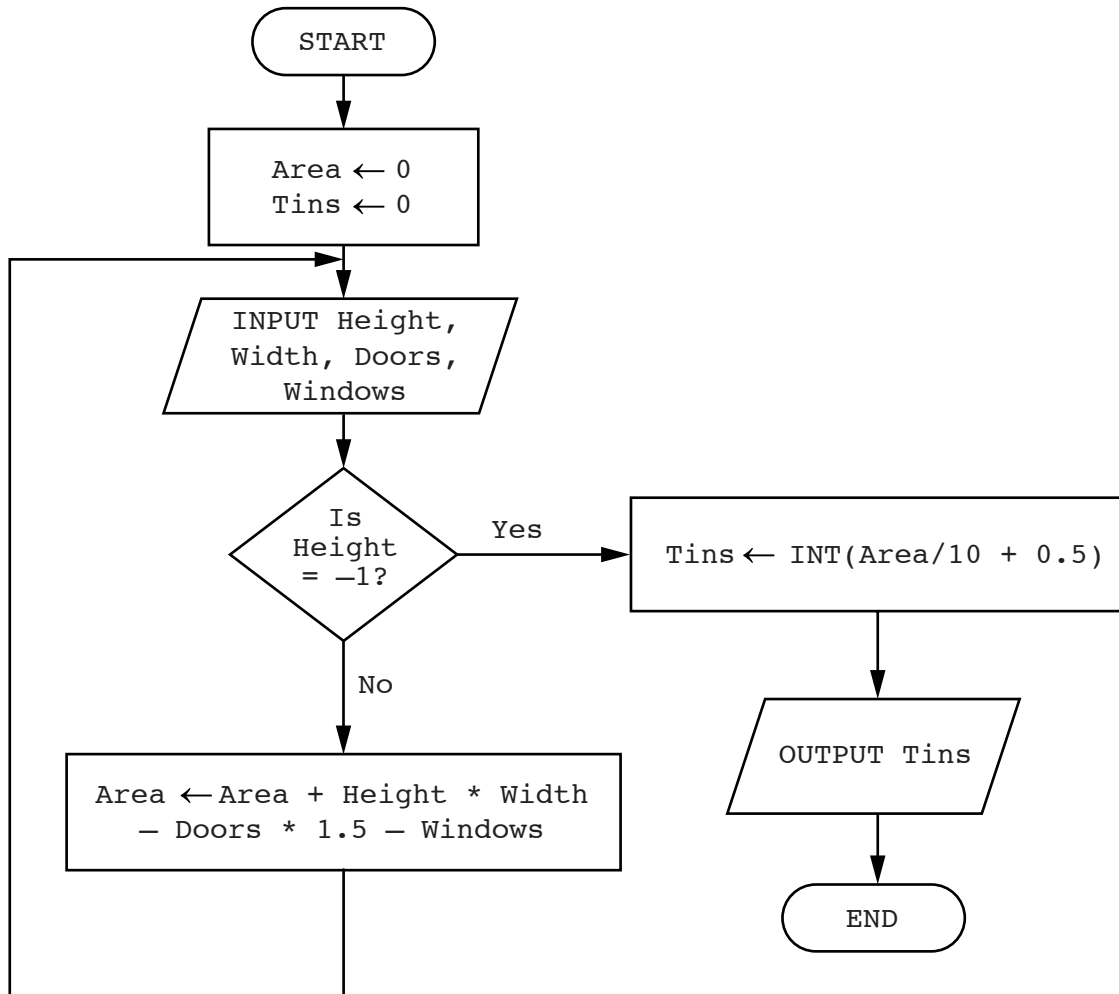 START
Area ← 0
Tins ← 0
INPUT Height,
Width, Doors,
Windows
Is
Height
= –1?
Yes
Tins ← INT(Area/10 + 0.5)
No
OUTPUT Tins
Area ← Area + Height * Width
– Doors * 1.5 – Windows
END